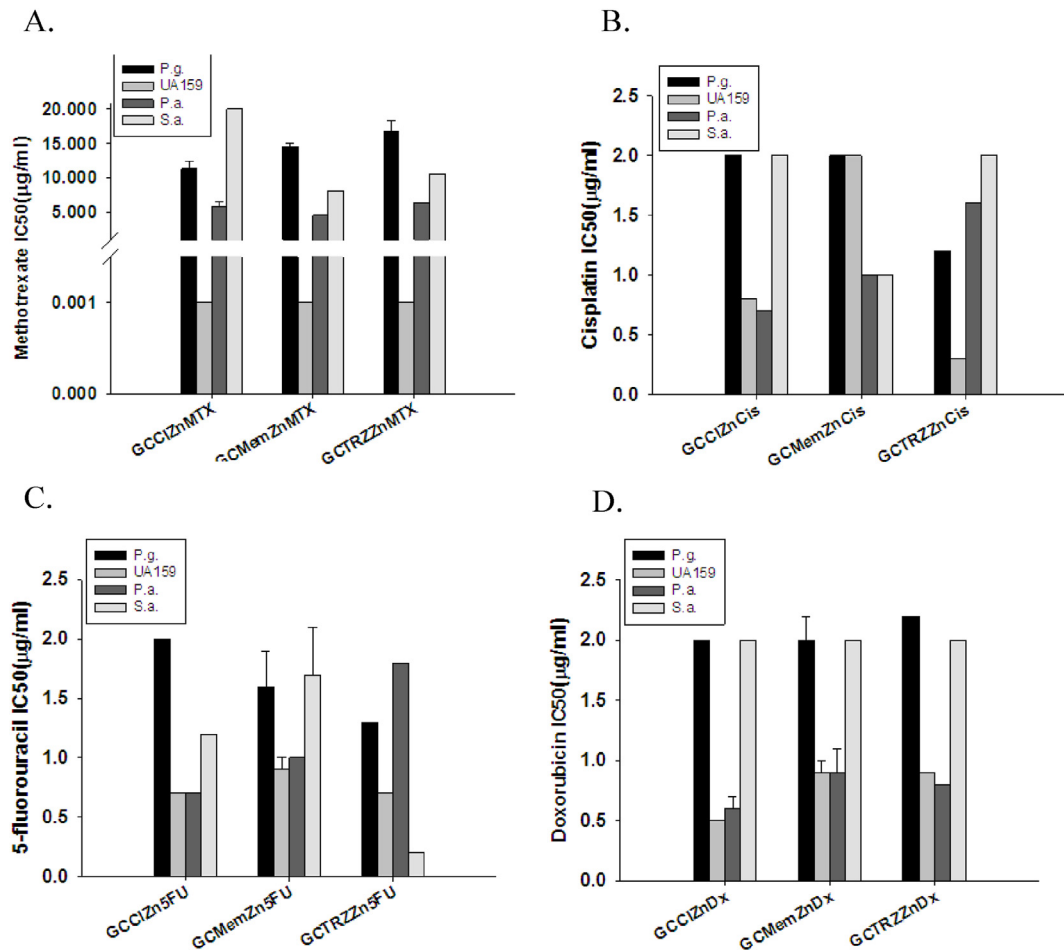 A.
P.g.
UA159
P.a.
S.a.
20.000
15.000
10.000
5.000
0.001
0.000
Methotrexate IC50(μg/ml)
GCClZnMTX
GCMemZnMTX
GCTRZZnMTX
B.
P.g.
UA159
P.a.
S.a.
2.5
2.0
1.5
1.0
0.5
0.0
Cisplatin IC50(μg/ml)
GCClZnCis
GCMemZnCis
GCTRZZnCis
C.
P.g.
UA159
P.a.
S.a.
2.5
2.0
1.5
1.0
0.5
0.0
5-fluorouracil IC50(μg/ml)
GCClZn5FU
GCMemZn5FU
GCTRZZn5FU
D.
P.g.
UA159
P.a.
S.a.
2.5
2.0
1.5
1.0
0.5
0.0
Doxorubicin IC50(μg/ml)
GCClZnDx
GCMemZnDx
GCTRZZnDx